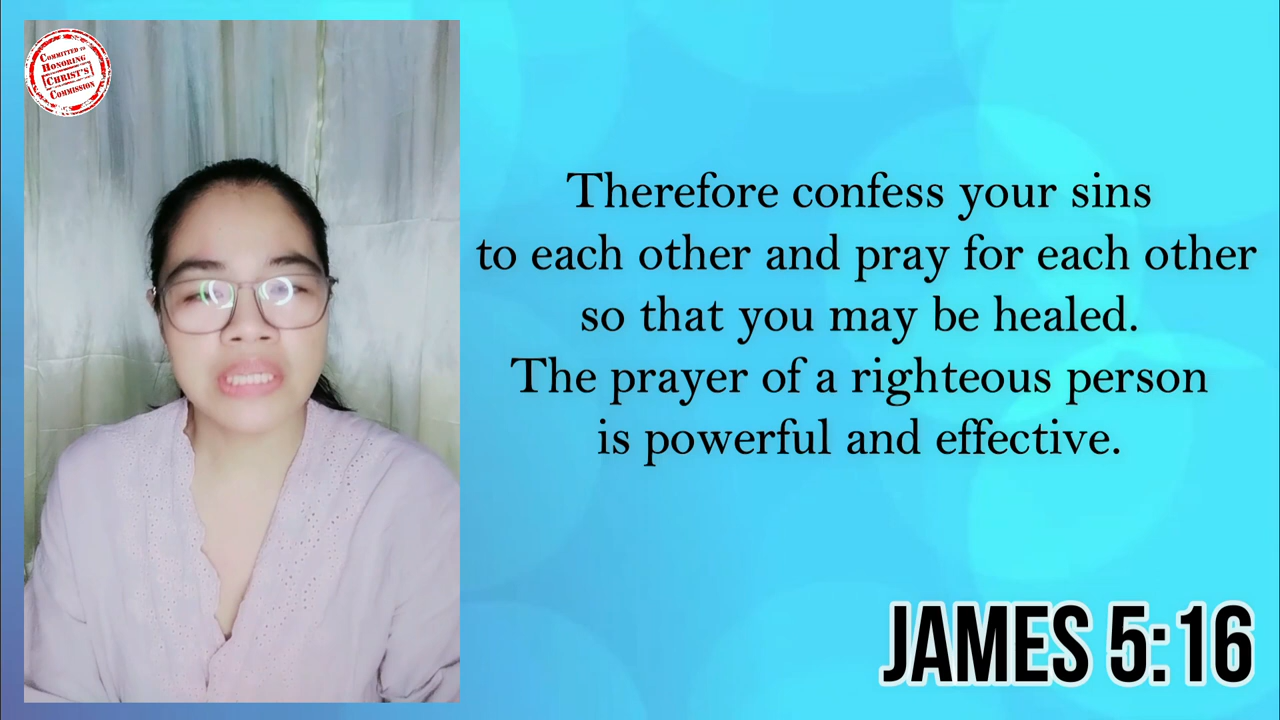 COMMITTED TO
HONORING
CHRIST'S
COMMISSION
Therefore confess your sins
to each other and pray for each other
so that you may be healed.
The prayer of a righteous person
is powerful and effective.
JAMES 5:16